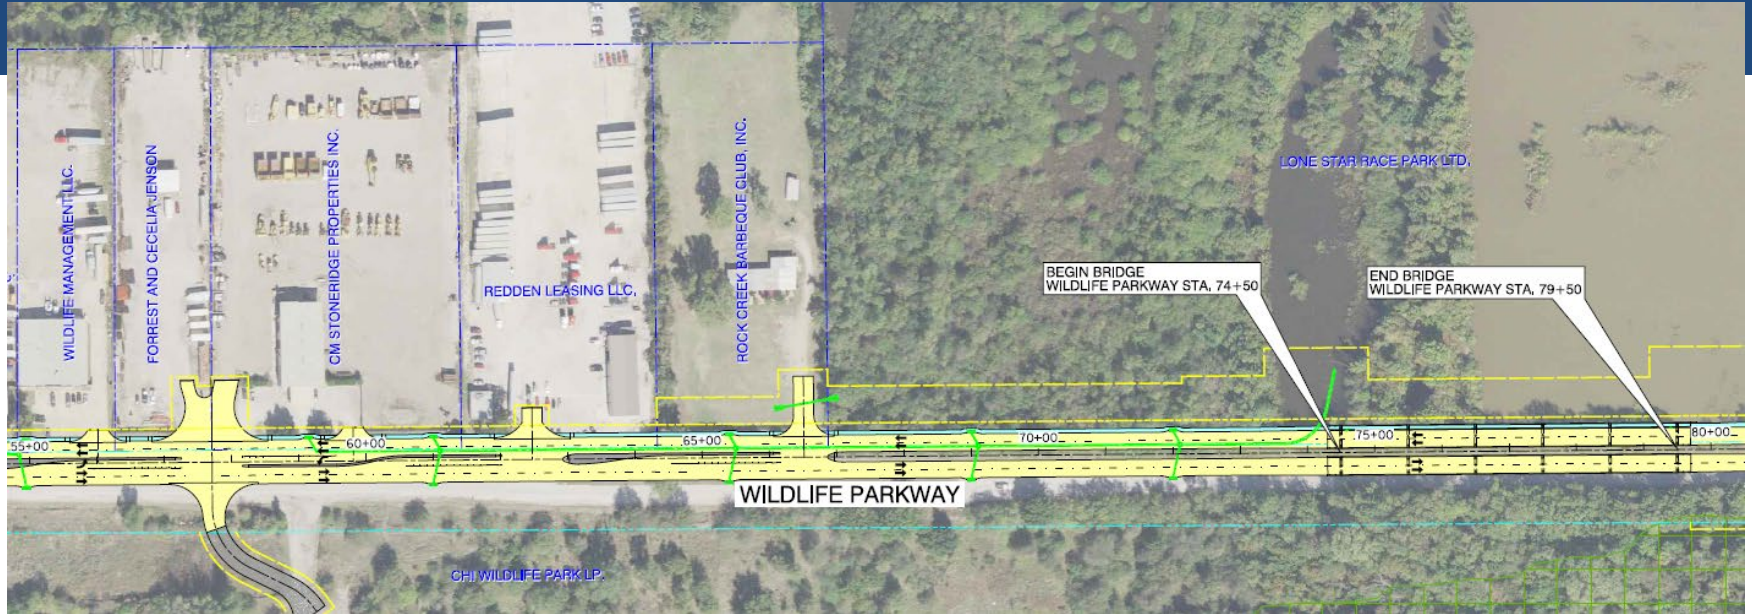 WILDLIFE MANAGEMENT LLC.
FORREST AND CECELIA JENSON
CM STONERIDGE PROPERTIES INC.
REDDEN LEASING LLC,
ROCK CREEK BARBEQUE CLUB, INC.
LONE STAR RACE PARK LTD,
BEGIN BRIDGE
WILDLIFE PARKWAY STA, 74+50
END BRIDGE
WILDLIFE PARKWAY STA, 79+50
55+00
60+00
65+00
70+00
75+00
80+00
WILDLIFE PARKWAY
CHI WILDLIFE PARK LP.